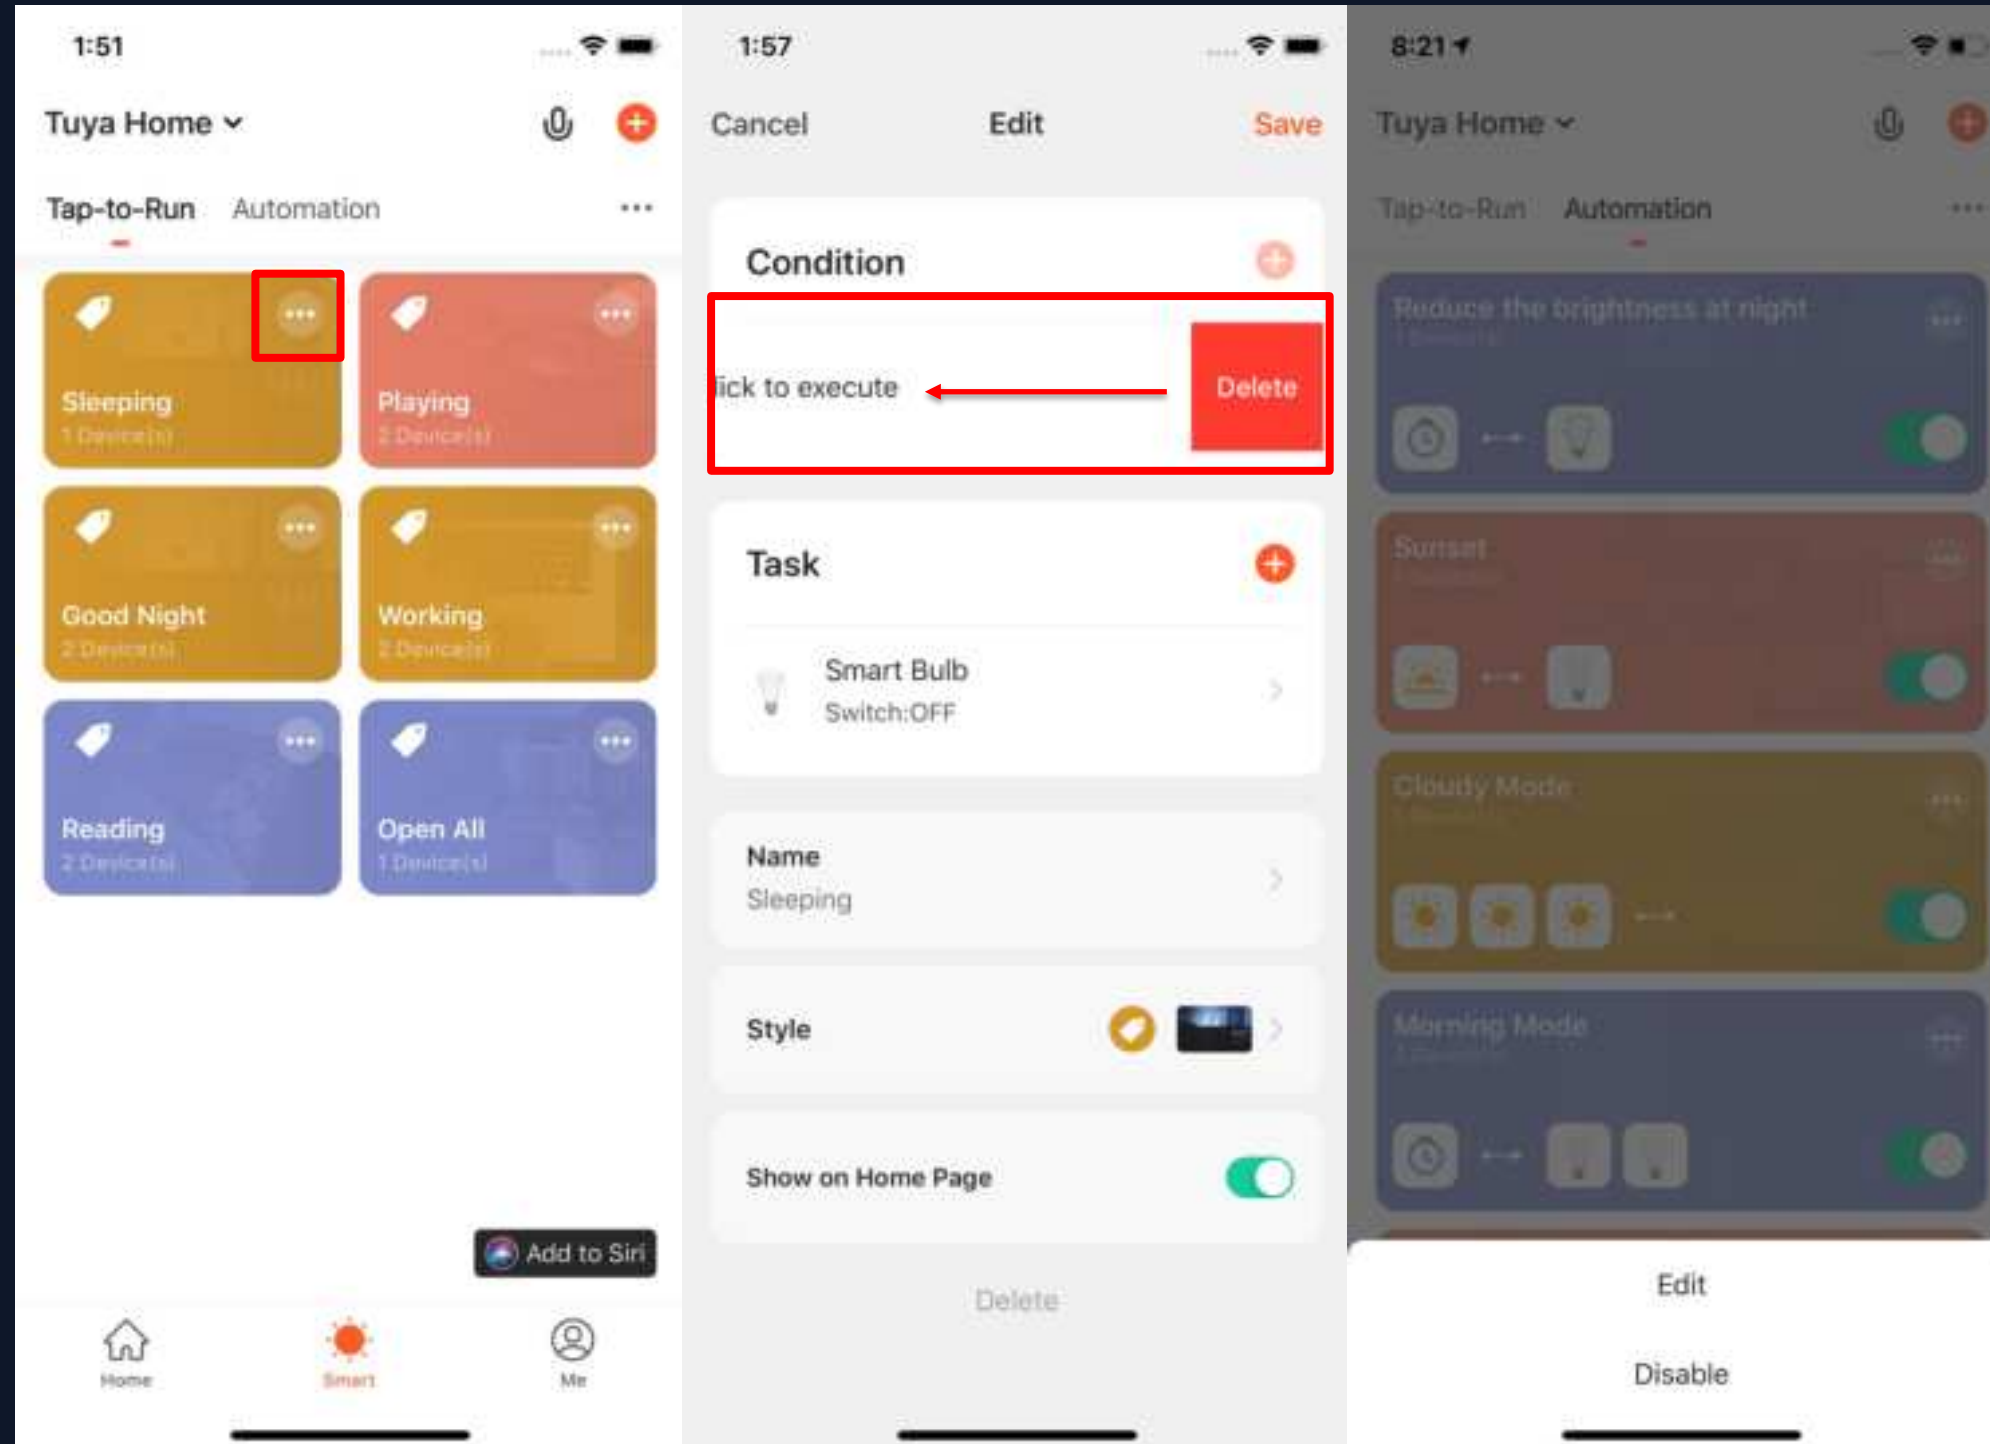 1:51
Tuya Home
Tap-to-Run Automation
Sleeping
1 Device(s)
Playing
2 Device(s)
Good Night
2 Device(s)
Working
2 Device(s)
Reading
2 Device(s)
Open All
1 Device(s)
Add to Siri
Home
Smart
Me
1:57
Cancel Edit Save
Condition
lick to execute
Delete
Task
Smart Bulb
Switch:OFF
Name
Sleeping
Style
Show on Home Page
Delete
8:21
Tuya Home
Tap-to-Run Automation
Reduce the brightness at night
Sunset
Cloudy Mode
Morning Mode
Edit
Disable